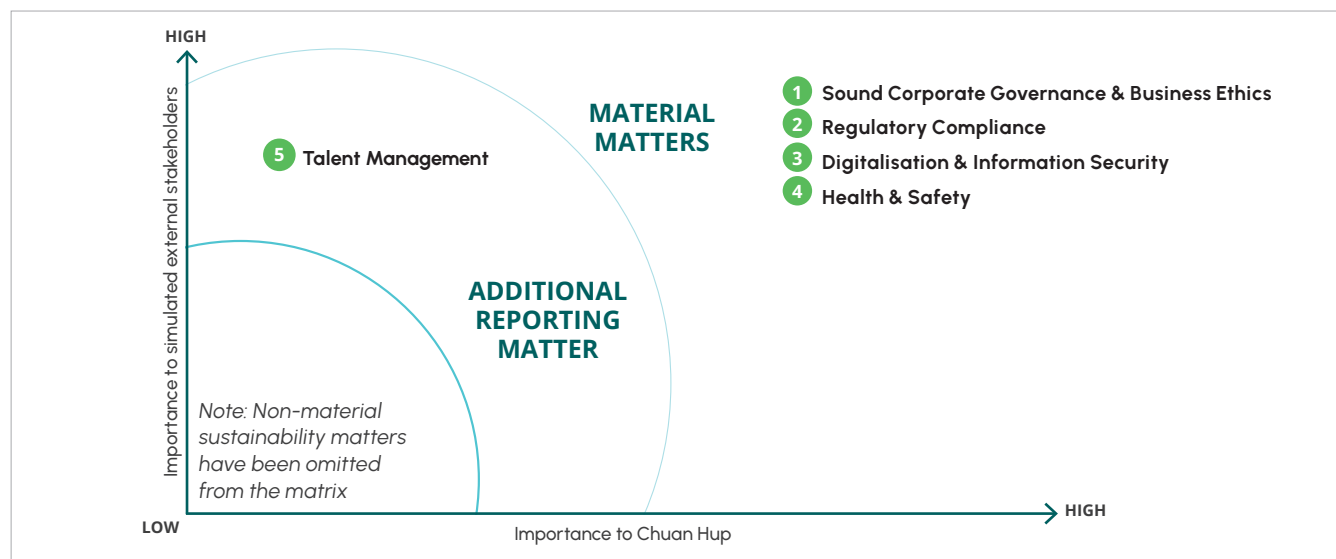 HIGH
MATERIAL
MATTERS
1 Sound Corporate Governance & Business Ethics
2 Regulatory Compliance
3 Digitalisation & Information Security
4 Health & Safety
5 Talent Management
Importance to simulated external stakeholders
ADDITIONAL
REPORTING
MATTER
Note: Non-material
sustainability matters
have been omitted
from the matrix
LOW
Importance to Chuan Hup
HIGH